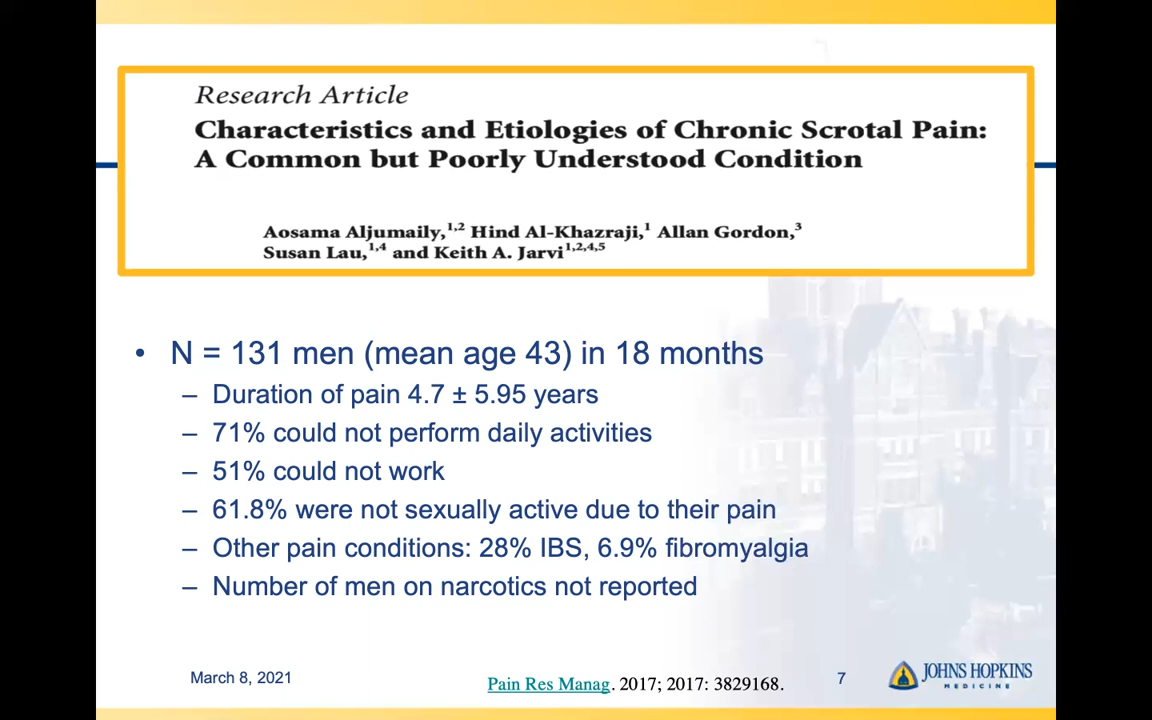 Research Article
Characteristics and Etiologies of Chronic Scrotal Pain:
A Common but Poorly Understood Condition
Aosama Aljumaily,1,2 Hind Al-Khazraji,1 Allan Gordon,3
Susan Lau,1,4 and Keith A. Jarvi1,2,4,5
• N = 131 men (mean age 43) in 18 months
– Duration of pain 4.7 ± 5.95 years
– 71% could not perform daily activities
– 51% could not work
– 61.8% were not sexually active due to their pain
– Other pain conditions: 28% IBS, 6.9% fibromyalgia
– Number of men on narcotics not reported
March 8, 2021
Pain Res Manag. 2017; 2017: 3829168.
7
JOHNS HOPKINS
MEDICINE